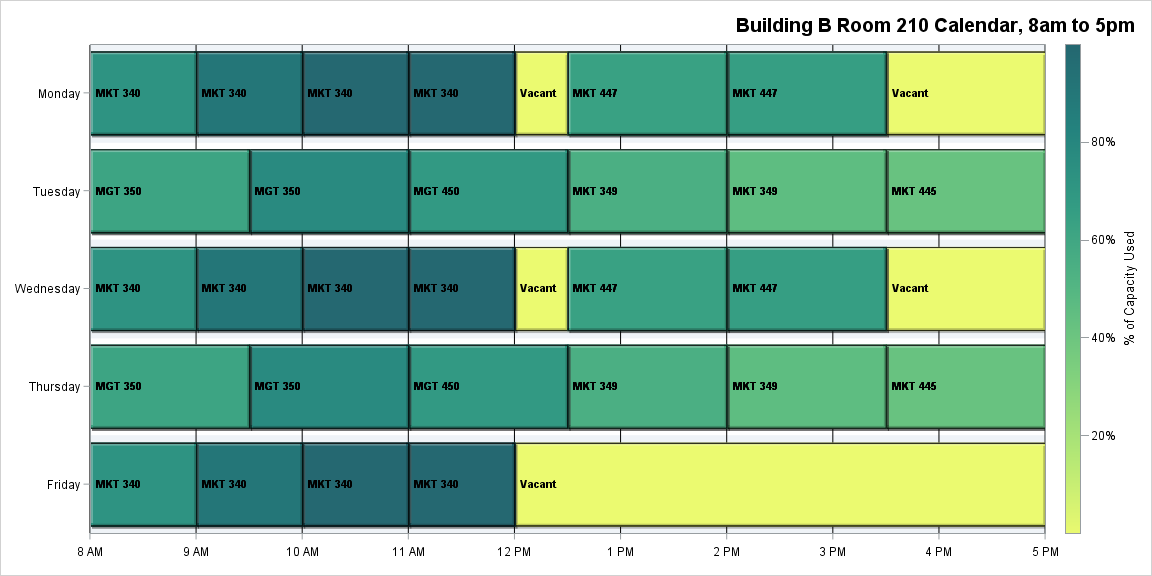 Building B Room 210 Calendar, 8am to 5pm
Monday
MKT 340
MKT 340
MKT 340
MKT 340
Vacant
MKT 447
MKT 447
Vacant
Tuesday
MGT 350
MGT 350
MGT 450
MKT 349
MKT 349
MKT 445
Wednesday
MKT 340
MKT 340
MKT 340
MKT 340
Vacant
MKT 447
MKT 447
Vacant
Thursday
MGT 350
MGT 350
MGT 450
MKT 349
MKT 349
MKT 445
Friday
MKT 340
MKT 340
MKT 340
MKT 340
Vacant
8 AM
9 AM
10 AM
11 AM
12 PM
1 PM
2 PM
3 PM
4 PM
5 PM
80%
60%
40%
20%
% of Capacity Used